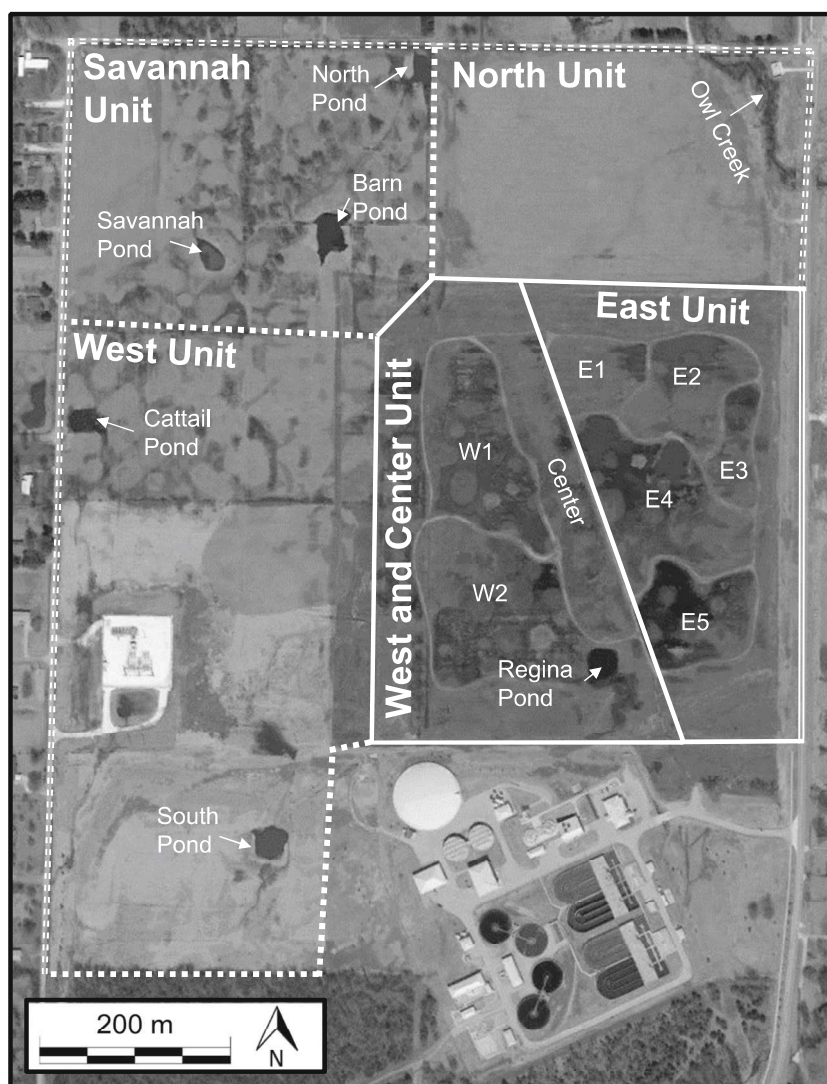 Savannah
Unit
North
Pond
North Unit
Owl Creek
Barn
Pond
Savannah
Pond
East Unit
West Unit
E1
E2
Cattail
Pond
W1
E3
Center
E4
West and Center Unit
W2
E5
Regina
Pond
South
Pond
200 m
N